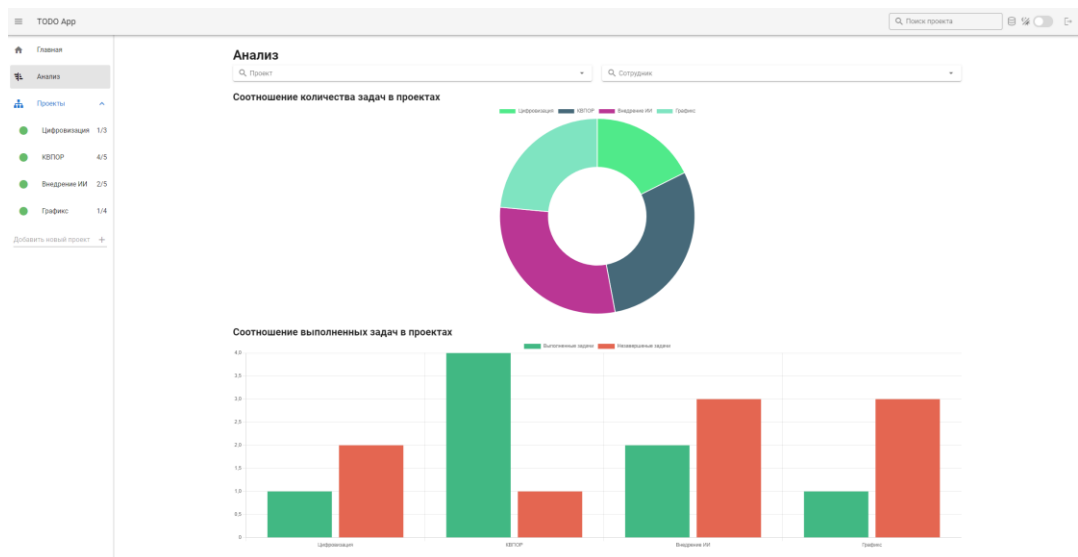 TODO App
Поиск проекта
Главная
Анализ
Проекты
Цифровизация 1/3
КВПОР 4/5
Внедрение ИИ 2/5
Графикс 1/4
Добавить новый проект +
Анализ
Проект
Сотрудник
Соотношение количества задач в проектах
Цифровизация КВПОР Внедрение ИИ Графикс
Соотношение выполненных задач в проектах
Выполненные задачи Незавершенные задачи
4,0
3,5
3,0
2,5
2,0
1,5
1,0
0,5
0
Цифровизация КВПОР Внедрение ИИ Графикс